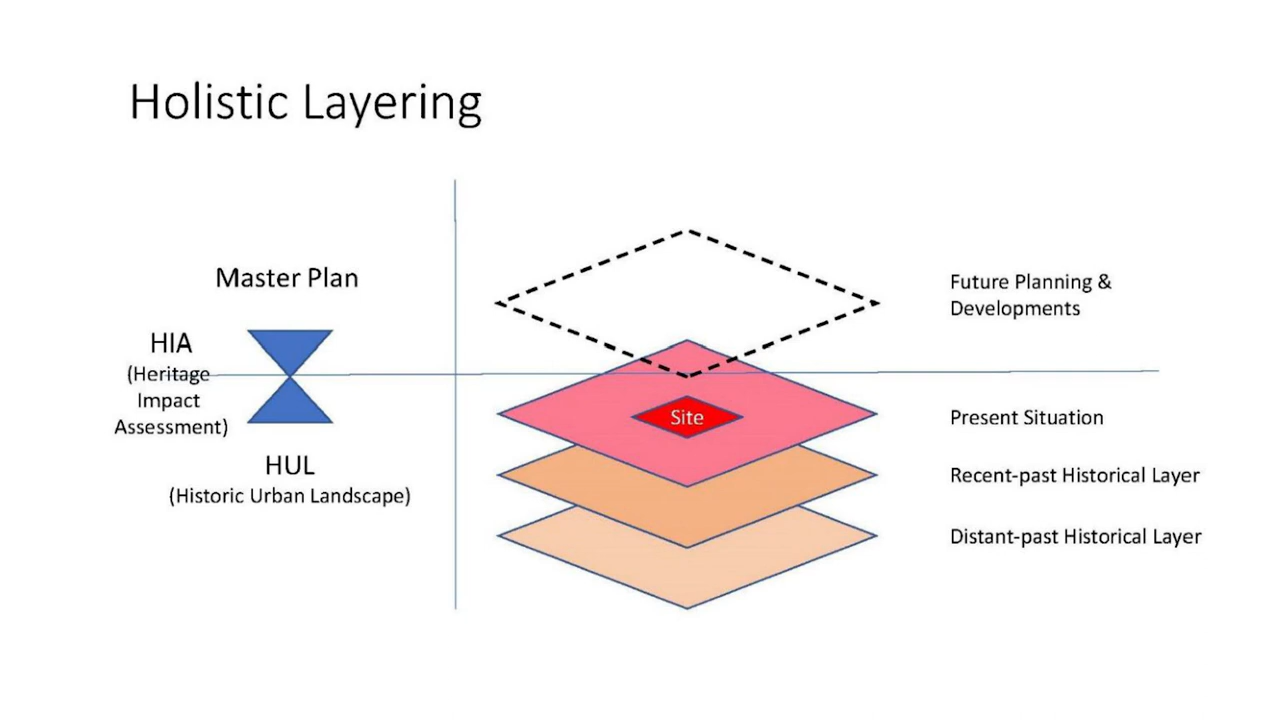 Holistic Layering
Master Plan
HIA
(Heritage
Impact
Assessment)
HUL
(Historic Urban Landscape)
Site
Future Planning &
Developments
Present Situation
Recent-past Historical Layer
Distant-past Historical Layer